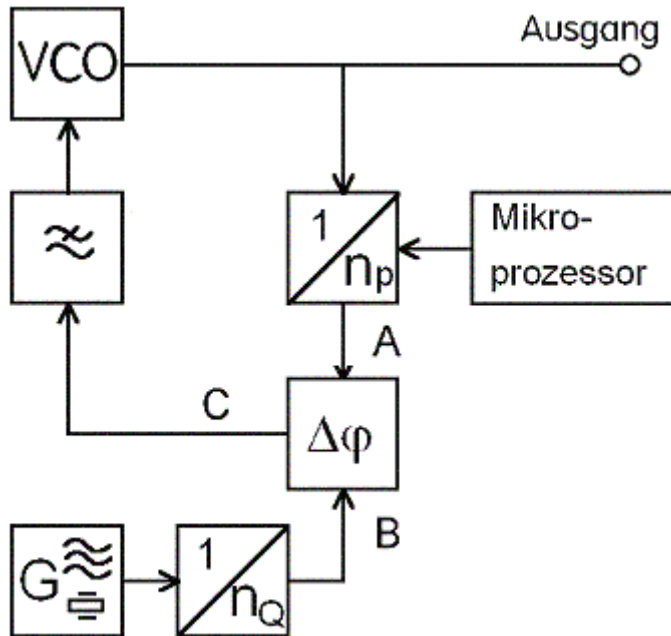 Ausgang
VCO
1
nP
Mikro-
prozessor
A
C
Δφ
B
G
1
nQ